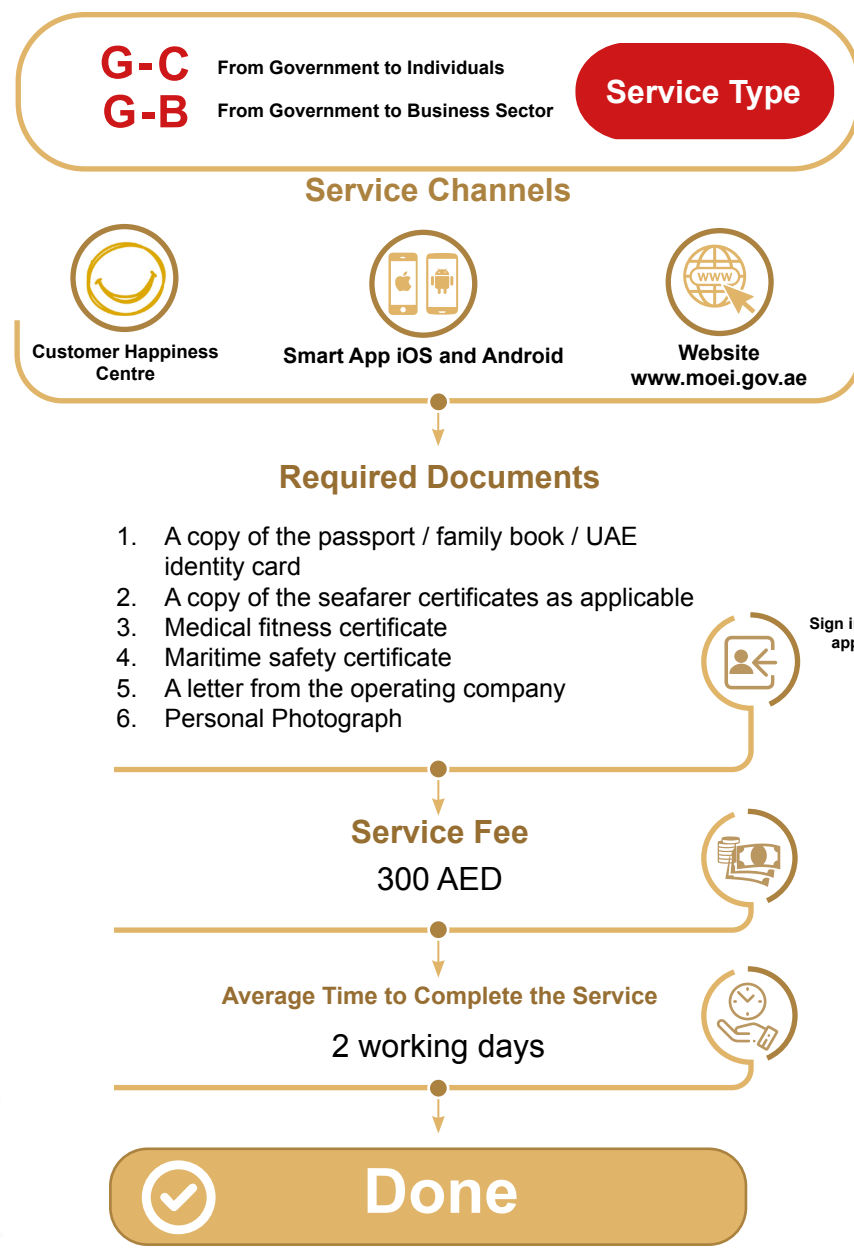 G-C From Government to Individuals
G-B From Government to Business Sector
Service Type
Service Channels
Customer Happiness
Centre
Smart App iOS and Android
www
Website
www.moei.gov.ae
Required Documents
1. A copy of the passport / family book / UAE
identity card
2. A copy of the seafarer certificates as applicable
3. Medical fitness certificate
4. Maritime safety certificate
5. A letter from the operating company
6. Personal Photograph
Sign
app
Service Fee
300 AED
Average Time to Complete the Service
2 working days
Done